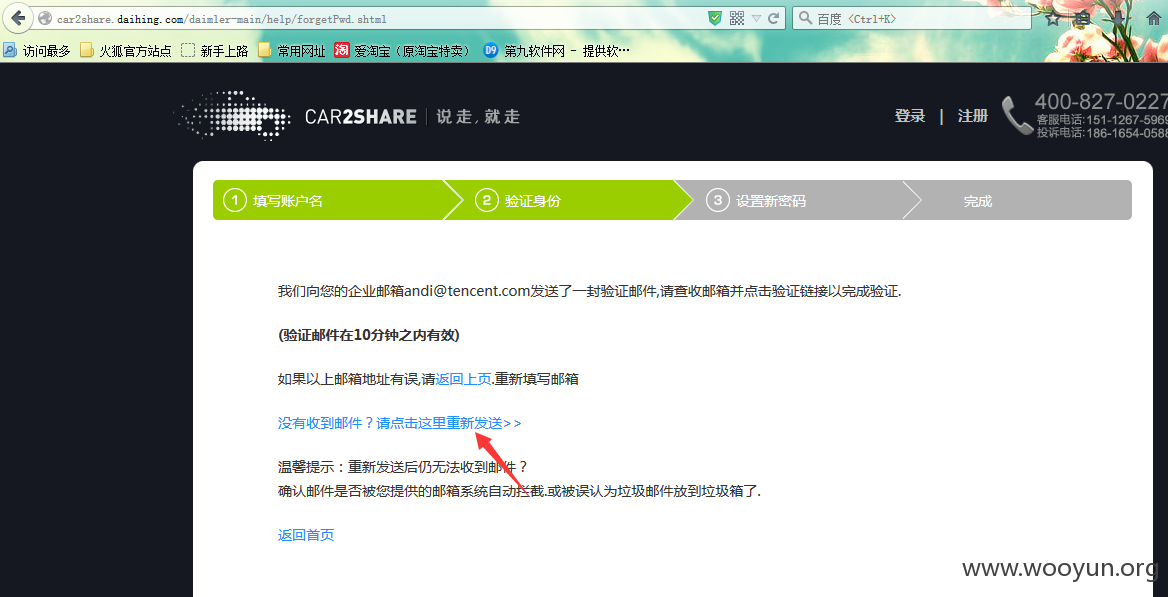 car2share.daihing.com/daimler-main/help/forgetPwd.shtml
百度 <Ctrl+K>
访问最多 火狐官方站点 新手上路 常用网址 淘 爱淘宝（原淘宝特卖） D9 第九软件网 - 提供软…
CAR2SHARE 说走,就走
登录 | 注册
400-827-0227
客服电话:151-1267-5969
投诉电话:186-1654-0588
1 填写账户名 2 验证身份 3 设置新密码 完成
我们向您的企业邮箱andi@tencent.com发送了一封验证邮件,请查收邮箱并点击验证链接以完成验证.
(验证邮件在10分钟之内有效)
如果以上邮箱地址有误,请返回上页.重新填写邮箱
没有收到邮件？请点击这里重新发送>>
温馨提示：重新发送后仍无法收到邮件？
确认邮件是否被您提供的邮箱系统自动拦截.或被误认为垃圾邮件放到垃圾箱了.
返回首页
www.wooyun.org